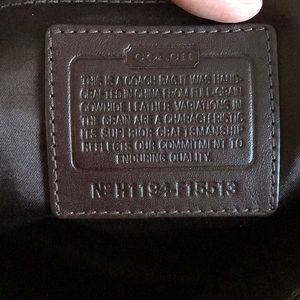 COACH
THIS IS A COACH BAG. IT WAS HAND-
CRAFTED IN CHINA FROM FULL GRAIN
COWHIDE LEATHER. VARIATIONS IN
THE GRAIN ARE A CHARACTERISTIC
ITS SUPERIOR CRAFTSMANSHIP
REFLECTS OUR COMMITMENT TO
ENDURING QUALITY.
Nº H1194-F15513